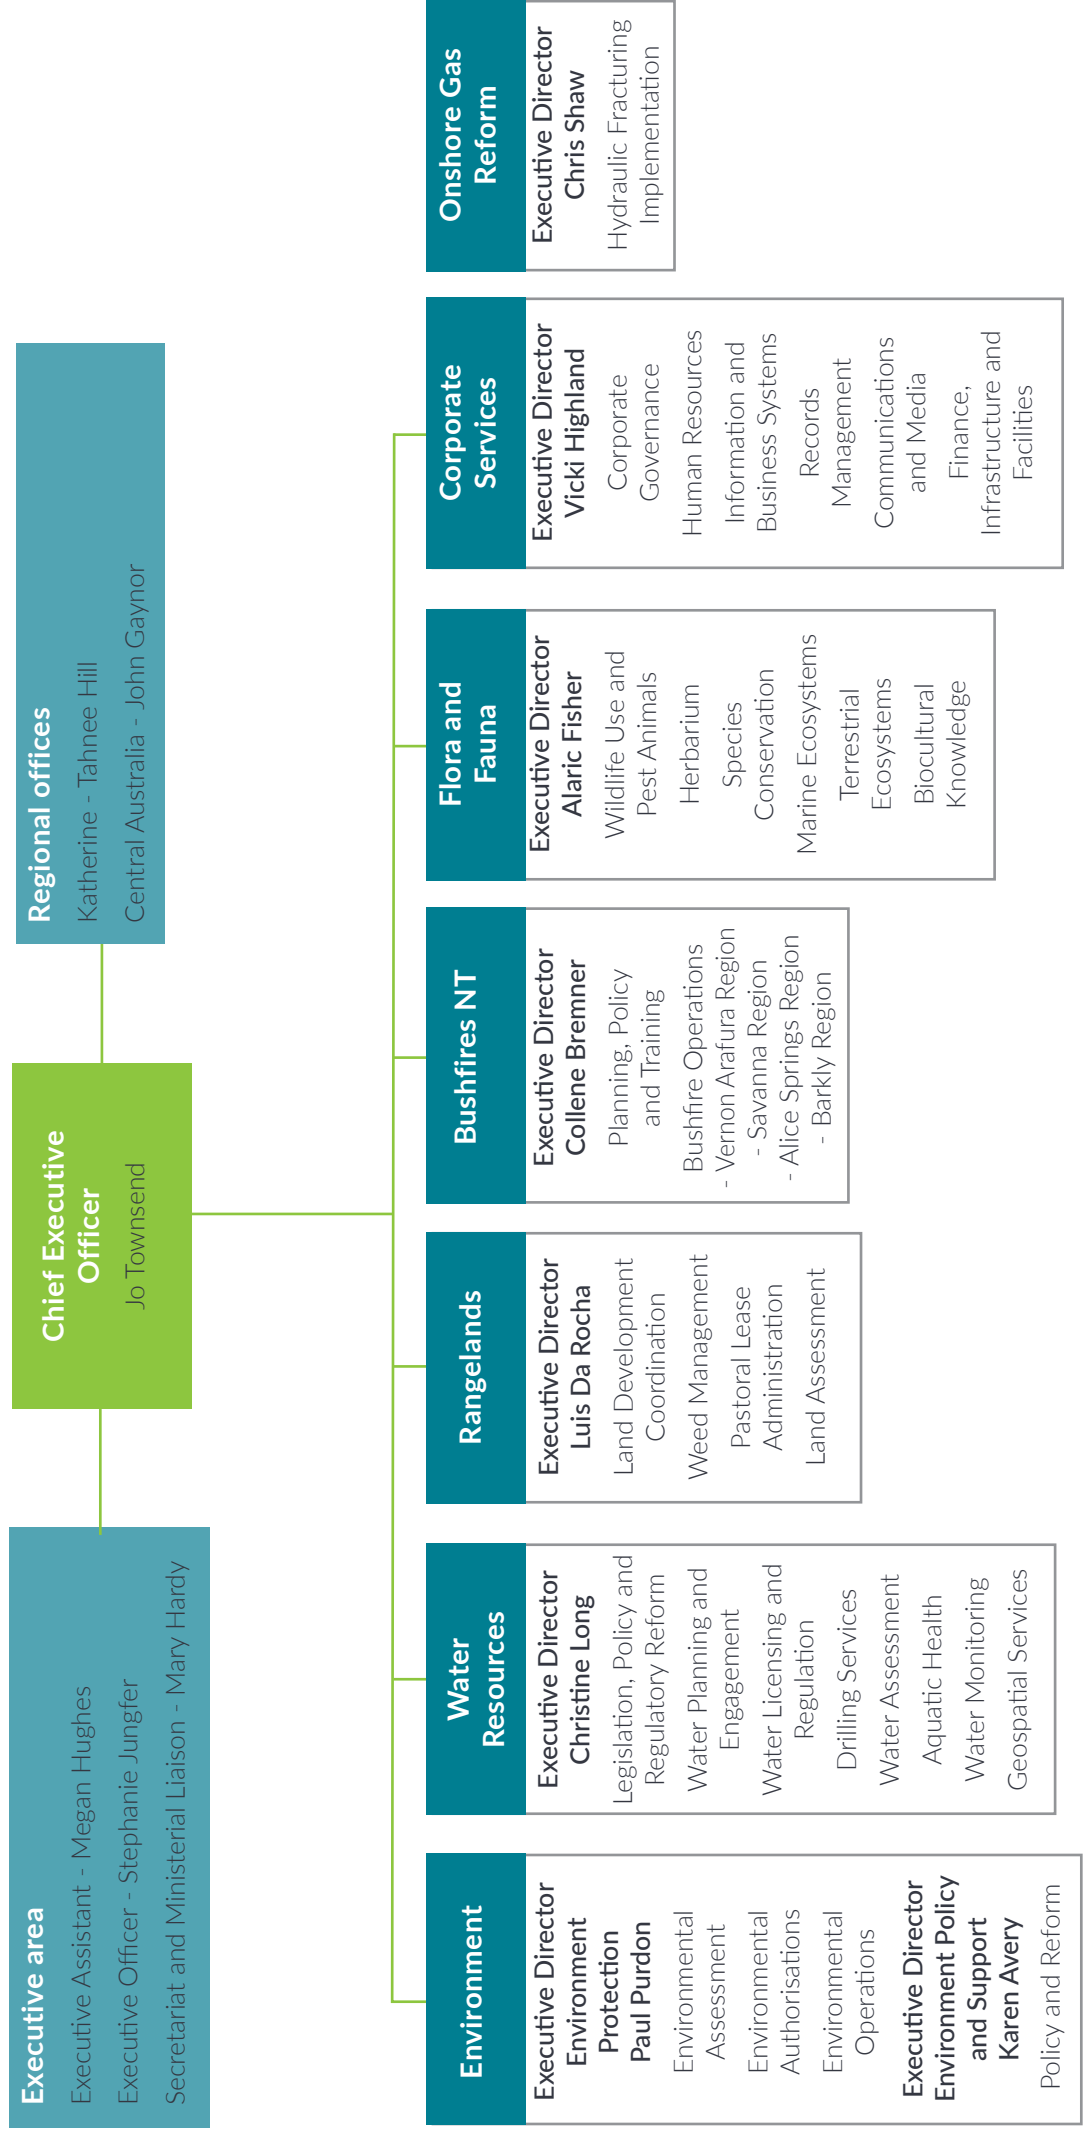 Executive area
Executive Assistant - Megan Hughes
Executive Officer - Stephanie Jungfer
Secretariat and Ministerial Liaison - Mary Hardy
Chief Executive
Officer
Jo Townsend
Regional offices
Katherine - Tahnee Hill
Central Australia - John Gaynor
Environment
Executive Director
Environment
Protection
Paul Purdon
Environmental
Assessment
Environmental
Authorisations
Environmental
Operations
Executive Director
Environment Policy
and Support
Karen Avery
Policy and Reform
Water
Resources
Executive Director
Christine Long
Legislation, Policy and
Regulatory Reform
Water Planning and
Engagement
Water Licensing and
Regulation
Drilling Services
Water Assessment
Aquatic Health
Water Monitoring
Geospatial Services
Rangelands
Executive Director
Luis Da Rocha
Land Development
Coordination
Weed Management
Pastoral Lease
Administration
Land Assessment
Bushfires NT
Executive Director
Collene Bremner
Planning, Policy
and Training
Bushfire Operations
- Vernon Arafura Region
- Savanna Region
- Alice Springs Region
- Barkly Region
Flora and
Fauna
Executive Director
Alaric Fisher
Wildlife Use and
Pest Animals
Herbarium
Species
Conservation
Marine Ecosystems
Terrestrial
Ecosystems
Biocultural
Knowledge
Corporate
Services
Executive Director
Vicki Highland
Corporate
Governance
Human Resources
Information and
Business Systems
Records
Management
Communications
and Media
Finance,
Infrastructure and
Facilities
Onshore Gas
Reform
Executive Director
Chris Shaw
Hydraulic Fracturing
Implementation